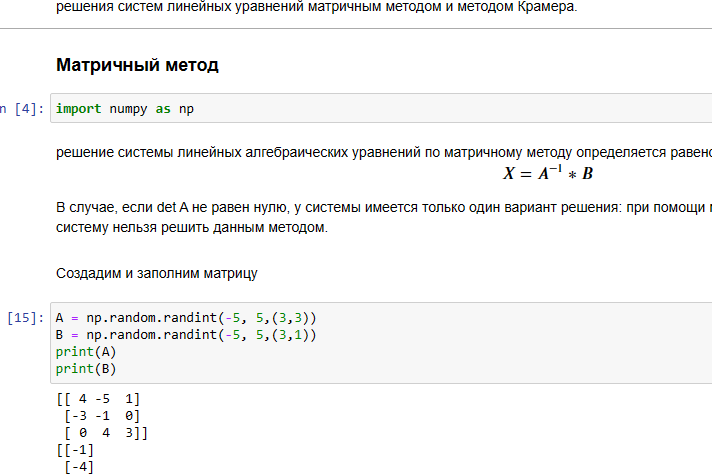 решения систем линейных уравнений матричным методом и методом Крамера.
Матричный метод
n [4]: import numpy as np
решение системы линейных алгебраических уравнений по матричному методу определяется равенс
X = A⁻¹ * B
В случае, если det A не равен нулю, у системы имеется только один вариант решения: при помощи
систему нельзя решить данным методом.
Создадим и заполним матрицу
[15]: A = np.random.randint(-5, 5,(3,3))
B = np.random.randint(-5, 5,(3,1))
print(A)
print(B)
[[ 4 -5  1]
 [-3 -1  0]
 [ 0  4  3]]
[[-1]
 [-4]